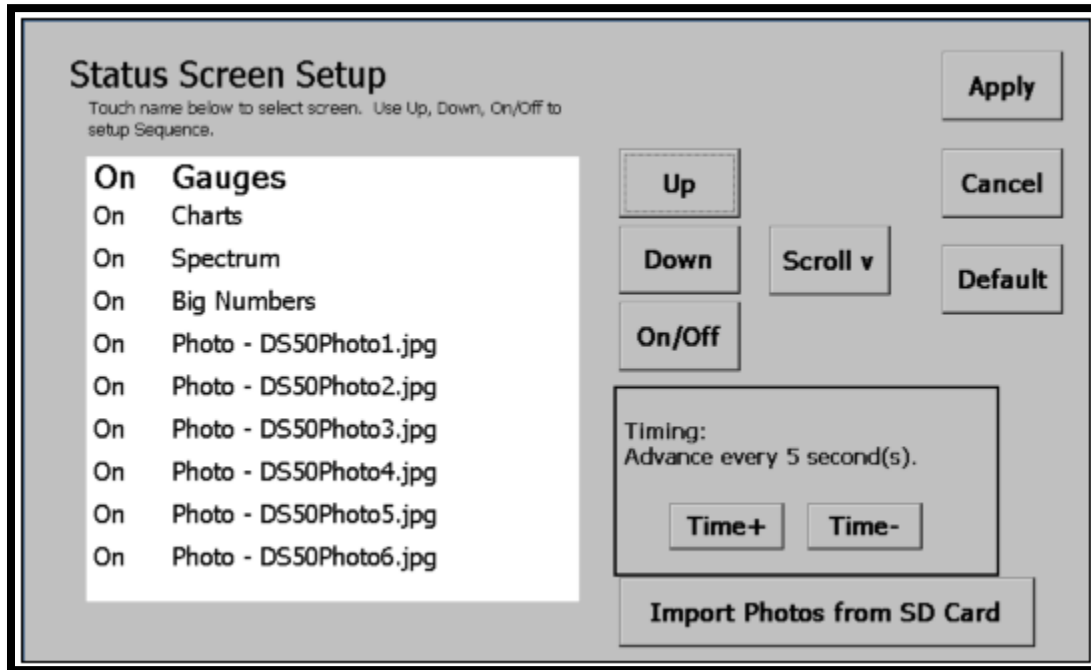 Status Screen Setup
Touch name below to select screen. Use Up, Down, On/Off to
setup Sequence.
On Gauges
On Charts
On Spectrum
On Big Numbers
On Photo - DS50Photo1.jpg
On Photo - DS50Photo2.jpg
On Photo - DS50Photo3.jpg
On Photo - DS50Photo4.jpg
On Photo - DS50Photo5.jpg
On Photo - DS50Photo6.jpg
Up
Down
Scroll v
On/Off
Apply
Cancel
Default
Timing:
Advance every 5 second(s).
Time+ Time-
Import Photos from SD Card